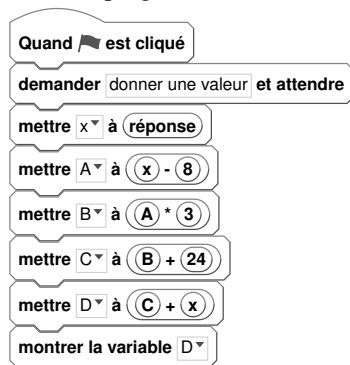 Quand est cliqué
demander donner une valeur et attendre
mettre x à réponse
mettre A à x - 8
mettre B à A * 3
mettre C à B + 24
mettre D à C + x
montrer la variable D